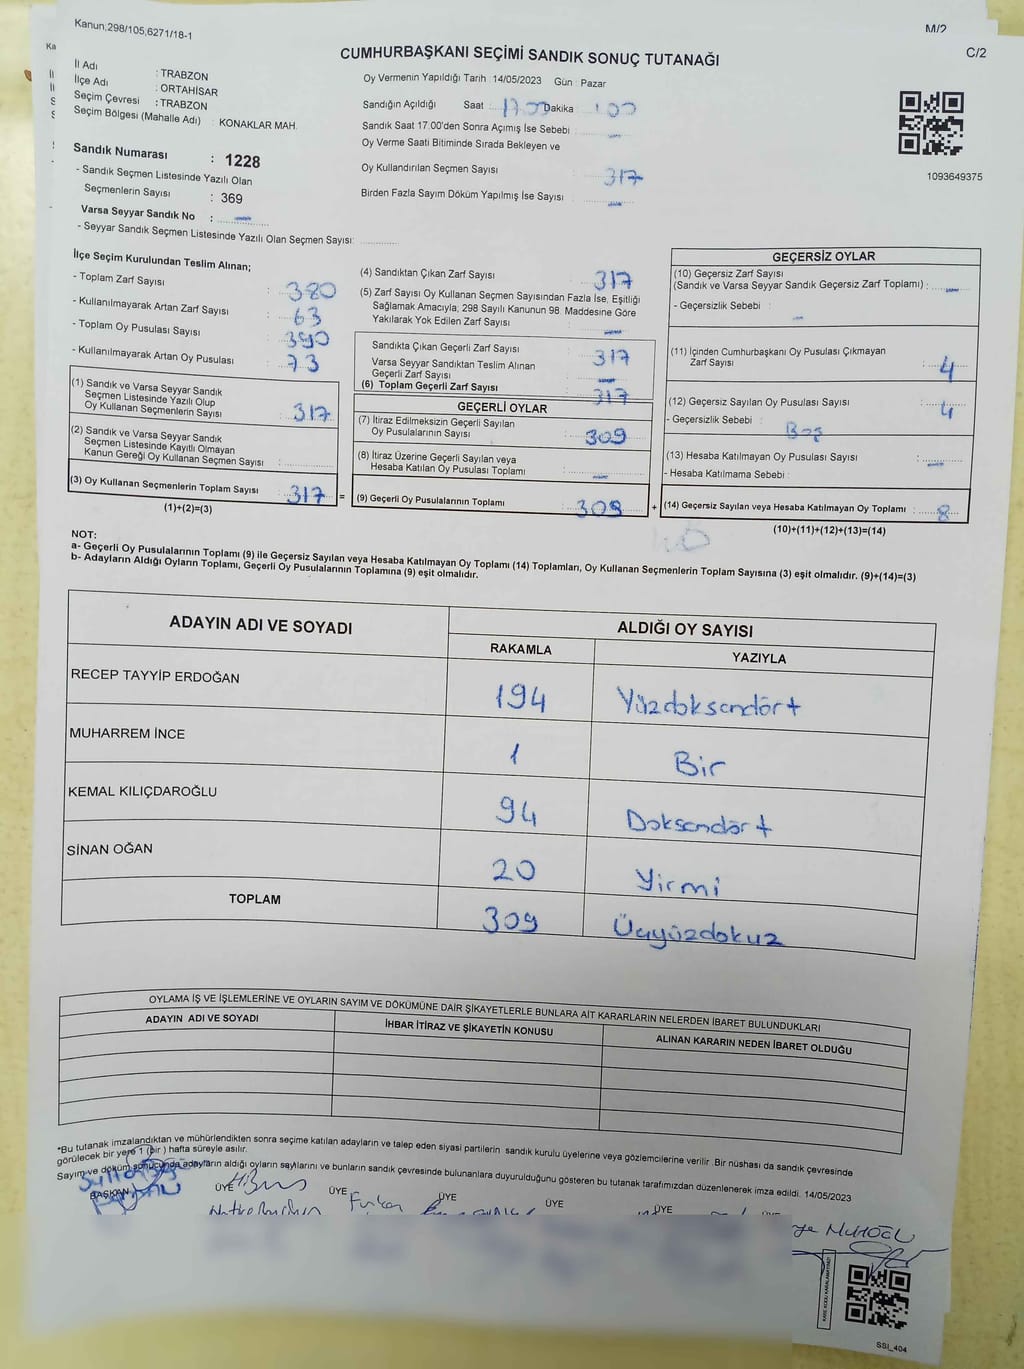 Kanun;298/105,6271/18-1
M/2
C/2
CUMHURBAŞKANI SEÇİMİ SANDIK SONUÇ TUTANAĞI
İl Adı : TRABZON
İlçe Adı : ORTAHİSAR
Seçim Çevresi : TRABZON
Seçim Bölgesi (Mahalle Adı) : KONAKLAR MAH.
Sandık Numarası : 1228
- Sandık Seçmen Listesinde Yazılı Olan
Seçmenlerin Sayısı : 369
Varsa Seyyar Sandık No : —
- Seyyar Sandık Seçmen Listesinde Yazılı Olan Seçmen Sayısı:
Oy Vermenin Yapıldığı Tarih : 14/05/2023 Gün : Pazar
Sandığın Açıldığı Saat : 17.00 Dakika : 00
Sandık Saat 17:00'den Sonra Açımış İse Sebebi : —
Oy Verme Saati Bitiminde Sırada Bekleyen ve
Oy Kullandırılan Seçmen Sayısı : 317
Birden Fazla Sayım Döküm Yapılmış İse Sayısı : —
1093649375
İlçe Seçim Kurulundan Teslim Alınan;
- Toplam Zarf Sayısı : 380
- Kullanılmayarak Artan Zarf Sayısı : 63
- Toplam Oy Pusulası Sayısı : 390
- Kullanılmayarak Artan Oy Pusulası : 73
(1) Sandık ve Varsa Seyyar Sandık
Seçmen Listesinde Yazılı Olup
Oy Kullanan Seçmenlerin Sayısı : 317
(2) Sandık ve Varsa Seyyar Sandık
Seçmen Listesinde Kayıtlı Olmayan
Kanun Gereği Oy Kullanan Seçmen Sayısı :
(3) Oy Kullanan Seçmenlerin Toplam Sayısı : 317 =
(1)+(2)=(3)
(4) Sandıktan Çıkan Zarf Sayısı : 317
(5) Zarf Sayısı Oy Kullanan Seçmen Sayısından Fazla İse, Eşitliği
Sağlamak Amacıyla; 298 Sayılı Kanunun 98. Maddesine Göre
Yakılarak Yok Edilen Zarf Sayısı : —
Sandıkta Çıkan Geçerli Zarf Sayısı : 317
Varsa Seyyar Sandıktan Teslim Alınan
Geçerli Zarf Sayısı : —
(6) Toplam Geçerli Zarf Sayısı : 317
GEÇERLİ OYLAR
(7) İtiraz Edilmeksizin Geçerli Sayılan
Oy Pusulalarının Sayısı : 309
(8) İtiraz Üzerine Geçerli Sayılan veya
Hesaba Katılan Oy Pusulası Toplamı : —
(9) Geçerli Oy Pusulalarının Toplamı : 309 +
GEÇERSİZ OYLAR
(10) Geçersiz Zarf Sayısı
(Sandık ve Varsa Seyyar Sandık Geçersiz Zarf Toplamı) : —
- Geçersizlik Sebebi : —
(11) İçinden Cumhurbaşkanı Oy Pusulası Çıkmayan
Zarf Sayısı : 4
(12) Geçersiz Sayılan Oy Pusulası Sayısı : 4
- Geçersizlik Sebebi : Boş
(13) Hesaba Katılmayan Oy Pusulası Sayısı : —
- Hesaba Katılmama Sebebi :
(14) Geçersiz Sayılan veya Hesaba Katılmayan Oy Toplamı : 8
(10)+(11)+(12)+(13)=(14)
NOT:
a- Geçerli Oy Pusulalarının Toplamı (9) ile Geçersiz Sayılan veya Hesaba Katılmayan Oy Toplamı (14) Toplamları, Oy Kullanan Seçmenlerin Toplam Sayısına (3) eşit olmalıdır. (9)+(14)=(3)
b- Adayların Aldığı Oyların Toplamı, Geçerli Oy Pusulalarının Toplamına (9) eşit olmalıdır.
ADAYIN ADI VE SOYADI
ALDIĞI OY SAYISI
RAKAMLA YAZIYLA
RECEP TAYYİP ERDOĞAN 194 Yüzdoksandört
MUHARREM İNCE 1 Bir
KEMAL KILIÇDAROĞLU 94 Doksandört
SİNAN OĞAN 20 Yirmi
TOPLAM 309 Üçyüzdokuz
OYLAMA İŞ VE İŞLEMLERİNE VE OYLARIN SAYIM VE DÖKÜMÜNE DAİR ŞİKAYETLERLE BUNLARA AİT KARARLARIN NELERDEN İBARET BULUNDUKLARI
ADAYIN ADI VE SOYADI İHBAR İTİRAZ VE ŞİKAYETİN KONUSU ALINAN KARARIN NEDEN İBARET OLDUĞU
*Bu tutanak imzalandıktan ve mühürlendikten sonra seçime katılan adayların ve talep eden siyasi partilerin sandık kurulu üyelerine veya gözlemcilerine verilir. Bir nüshası da sandık çevresinde
görülecek bir yere 1 (bir ) hafta süreyle asılır.
Sayım ve döküm sonucunda adayların aldığı oyların sayılarını ve bunların sandık çevresinde bulunanlara duyurulduğunu gösteren bu tutanak tarafımızdan düzenlenerek imza edildi. 14/05/2023
BAŞKAN ÜYE ÜYE ÜYE ÜYE ÜYE
SSI_404